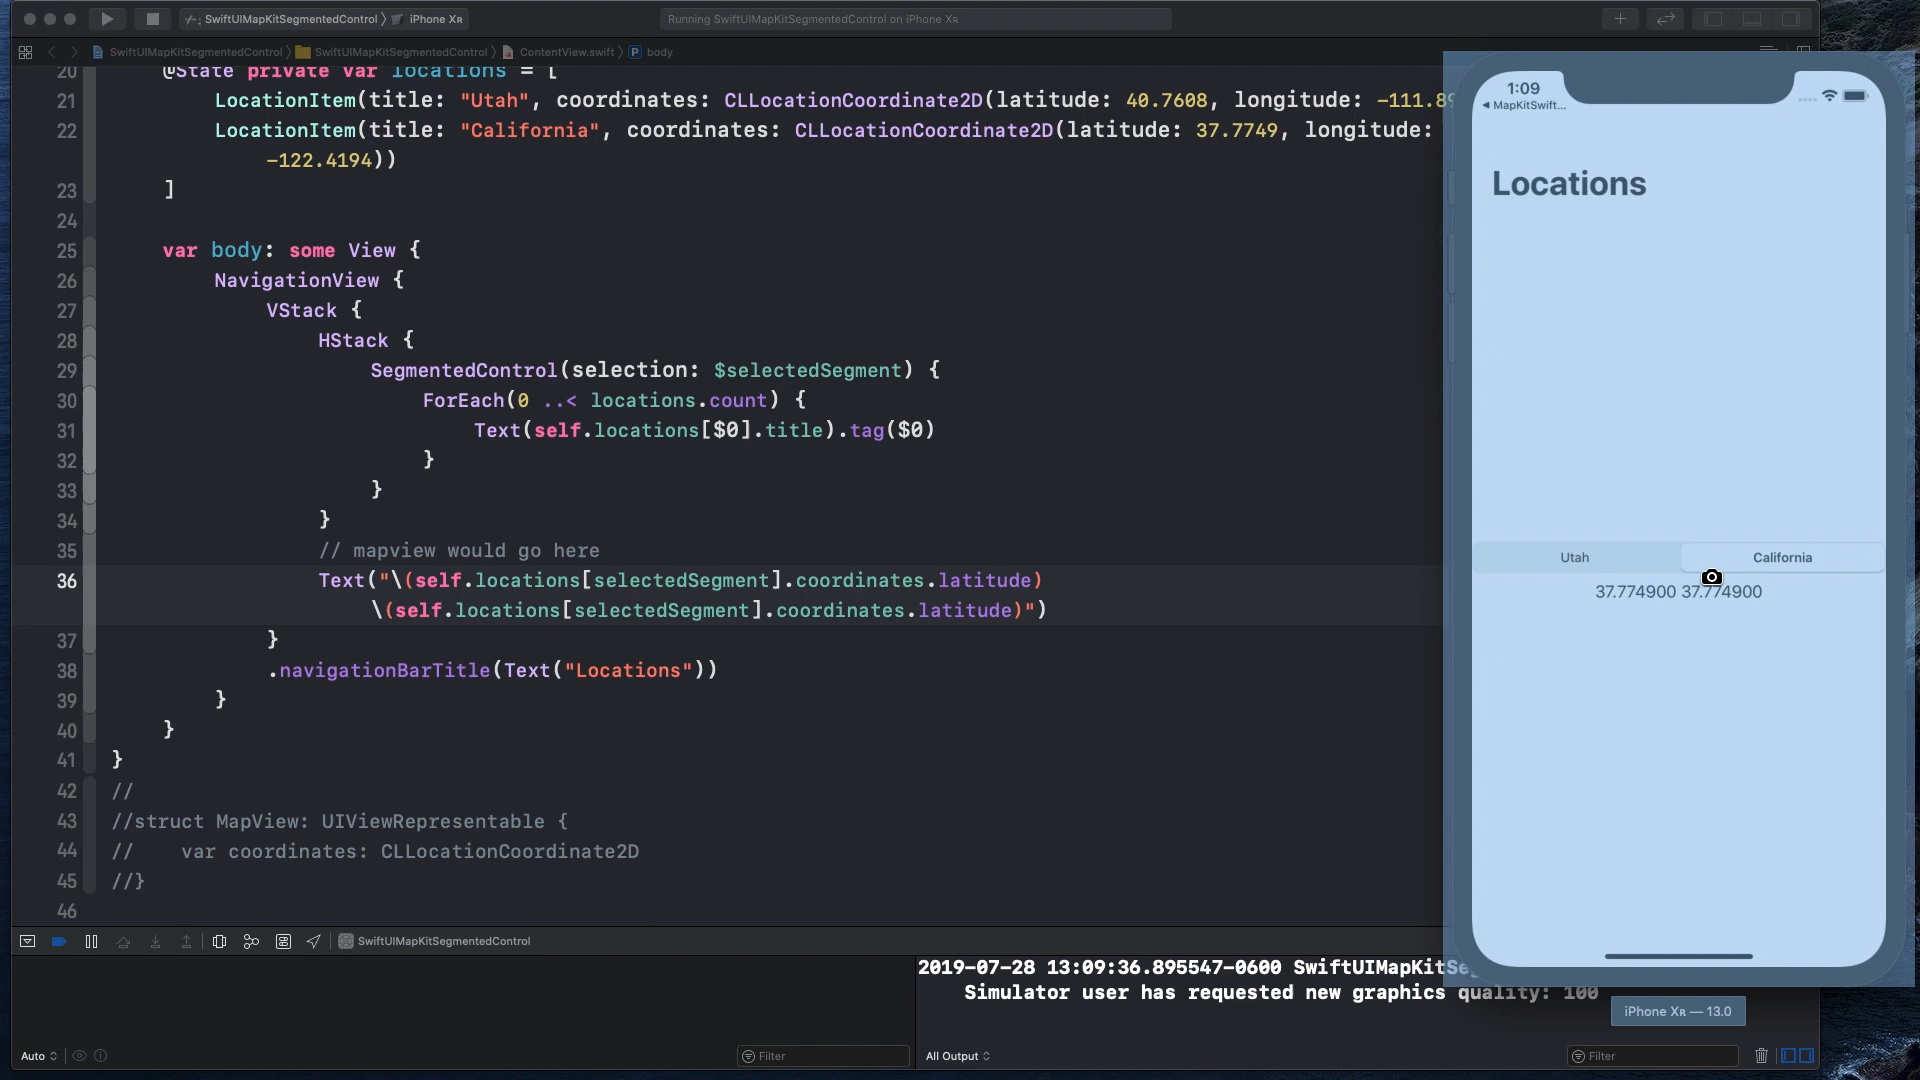 SwiftUIMapKitSegmentedControl 〉 iPhone Xʀ
Running SwiftUIMapKitSegmentedControl on iPhone Xʀ
SwiftUIMapKitSegmentedControl 〉 SwiftUIMapKitSegmentedControl 〉 ContentView.swift 〉 P body
20 @State private var locations = [
21 LocationItem(title: "Utah", coordinates: CLLocationCoordinate2D(latitude: 40.7608, longitude: -111.89
22 LocationItem(title: "California", coordinates: CLLocationCoordinate2D(latitude: 37.7749, longitude:
-122.4194))
23 ]
24
25 var body: some View {
26 NavigationView {
27 VStack {
28 HStack {
29 SegmentedControl(selection: $selectedSegment) {
30 ForEach(0 ..< locations.count) {
31 Text(self.locations[$0].title).tag($0)
32 }
33 }
34 }
35 // mapview would go here
36 Text("\(self.locations[selectedSegment].coordinates.latitude)
\(self.locations[selectedSegment].coordinates.latitude)")
37 }
38 .navigationBarTitle(Text("Locations"))
39 }
40 }
41 }
42 //
43 //struct MapView: UIViewRepresentable {
44 // var coordinates: CLLocationCoordinate2D
45 //}
46
1:09
◀ MapKitSwift...
Locations
Utah California
37.774900 37.774900
SwiftUIMapKitSegmentedControl
2019-07-28 13:09:36.895547-0600 SwiftUIMapKitSeg
Simulator user has requested new graphics quality: 100
iPhone Xʀ — 13.0
Auto
Filter
All Output
Filter